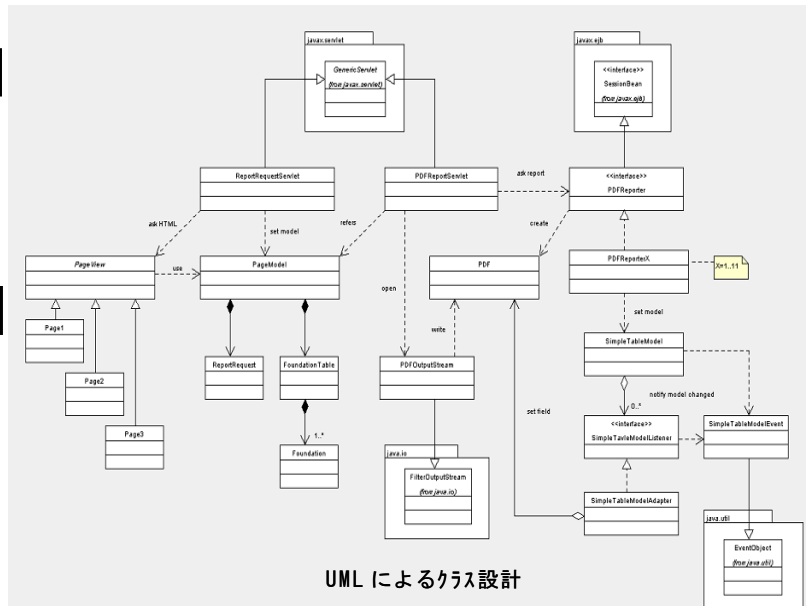 javax.servlet
GenericServlet
(from javax.servlet)
javax.ejb
<<interface>>
SessionBean
(from javax.ejb)
ReportRequestServlet
PDFReportServlet
ask report
<<interface>>
PDFReporter
ask HTML
set model
refers
create
PageView
use
PageModel
open
PDF
PDFReporterX
X=1..11
write
set model
Page1
ReportRequest
FoundationTable
PDFOutputStream
SimpleTableModel
Page2
set field
notify model changed
0..*
Page3
1..*
Foundation
<<interface>>
SimpleTavleModelListener
SimpleTableModelEvent
java.io
FilterOutputStream
(from java.io)
SimpleTableModelAdapter
java.util
EventObject
(from java.util)
UML によるクラス設計